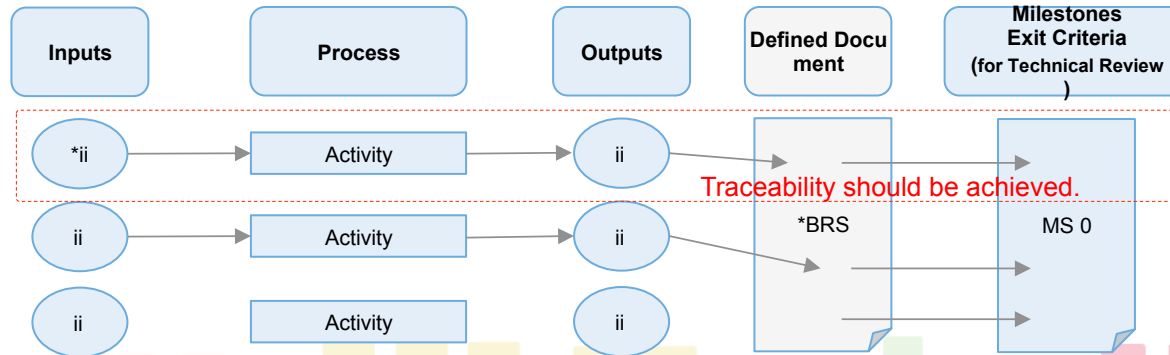 Inputs
Process
Outputs
Defined Docu
ment
Milestones
Exit Criteria
(for Technical Review
)
*ii
Activity
ii
Traceability should be achieved.
ii
Activity
ii
*BRS
MS 0
ii
Activity
ii